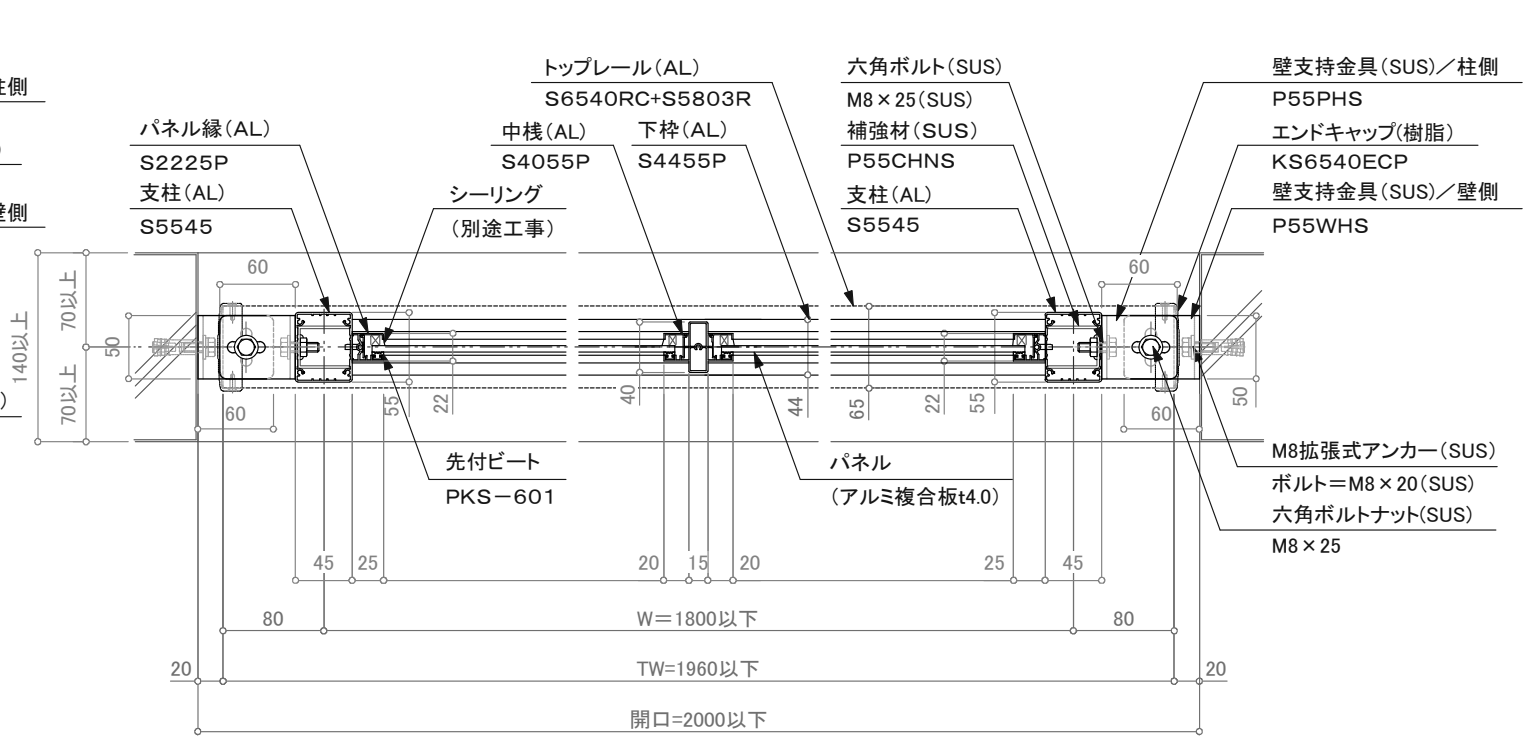 柱側
)
壁側
)
パネル縁(AL)
S2225P
支柱(AL)
S5545
シーリング
(別途工事)
トップレール(AL)
S6540RC+S5803R
中桟(AL)
S4055P
下枠(AL)
S4455P
六角ボルト(SUS)
M8×25(SUS)
補強材(SUS)
P55CHNS
支柱(AL)
S5545
壁支持金具(SUS)/柱側
P55PHS
エンドキャップ(樹脂)
KS6540ECP
壁支持金具(SUS)/壁側
P55WHS
60
60
140以上
70以上
70以上
50
60
55
22
40
44
65
22
55
60
50
先付ビート
PKS-601
パネル
(アルミ複合板t4.0)
M8拡張式アンカー(SUS)
ボルト=M8×20(SUS)
六角ボルトナット(SUS)
M8×25
45
25
20
15
20
25
45
80
W=1800以下
80
20
TW=1960以下
20
開口=2000以下